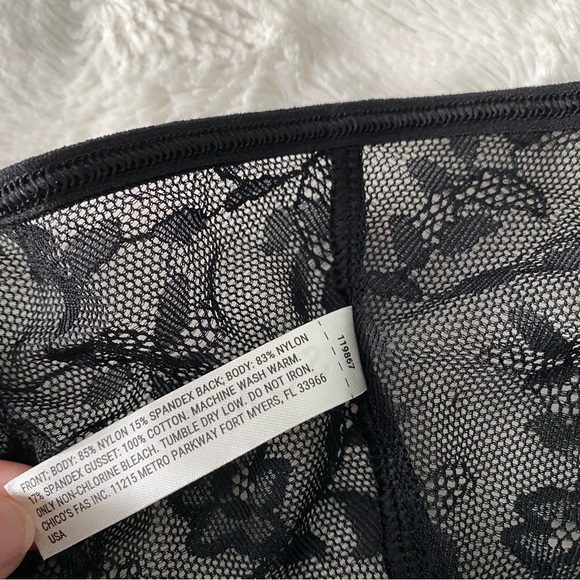 FRONT; BODY: 85% NYLON 15% SPANDEX BACK; BODY: 83% NYLON
17% SPANDEX GUSSET: 100% COTTON. MACHINE WASH WARM.
ONLY NON-CHLORINE BLEACH. TUMBLE DRY LOW. DO NOT IRON.
CHICO'S FAS INC. 11215 METRO PARKWAY FORT MYERS, FL 33966
USA
119867